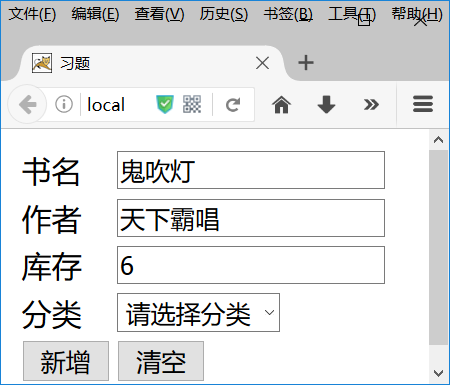 文件(F) 编辑(E) 查看(V) 历史(S) 书签(B) 工具(T) 帮助(H)
习题
local
书名 鬼吹灯
作者 天下霸唱
库存 6
分类 请选择分类
新增 清空